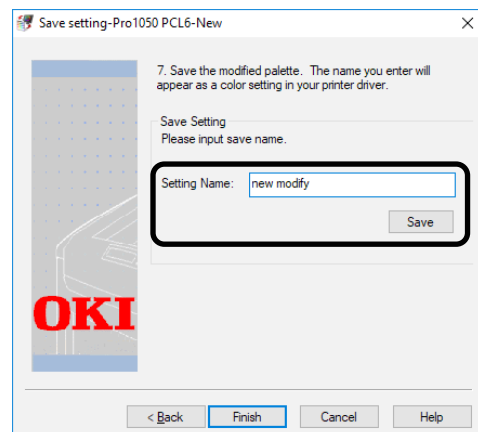 Save setting-Pro1050 PCL6-New
7. Save the modified palette. The name you enter will
appear as a color setting in your printer driver.
Save Setting
Please input save name.
Setting Name: new modify
Save
OKI
< Back Finish Cancel Help